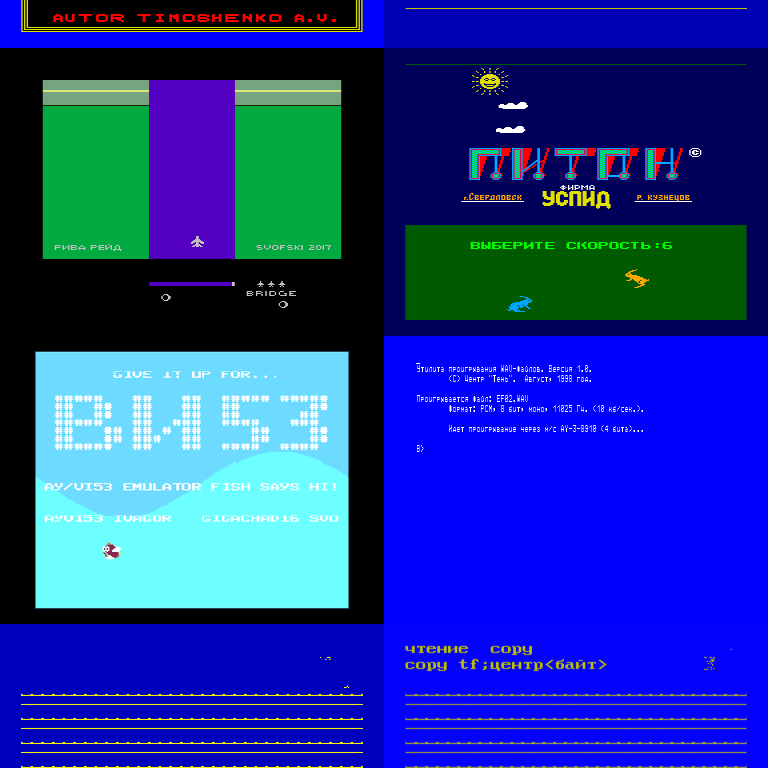 AUTOR TIMOSHENKO A.V.
РИВА РЕЙД
SVOFSKI 2017
BRIDGE
ПИТОН ©
ФИРМА
г.Свердловск УСПИД Р. КУЗНЕЦОВ
ВЫБЕРИТЕ СКОРОСТЬ:6
GIVE IT UP FOR...
ВИ53
AY/VI53 EMULATOR FISH SAYS HI!
AYVI53 IVAGOR GIGACHAD16 SVO
Утилита проигрывания WAV-файлов. Версия 1.0.
(C) Центр "Тень". Август, 1998 год.
Проигрывается файл: EF02.WAV
Формат: PCM, 8 бит, моно, 11025 Гц. (10 кб/сек.).
Идет проигрывание через м/с AY-3-8910 (4 бита)...
B>
чтение copy
copy tf;центр<байт>